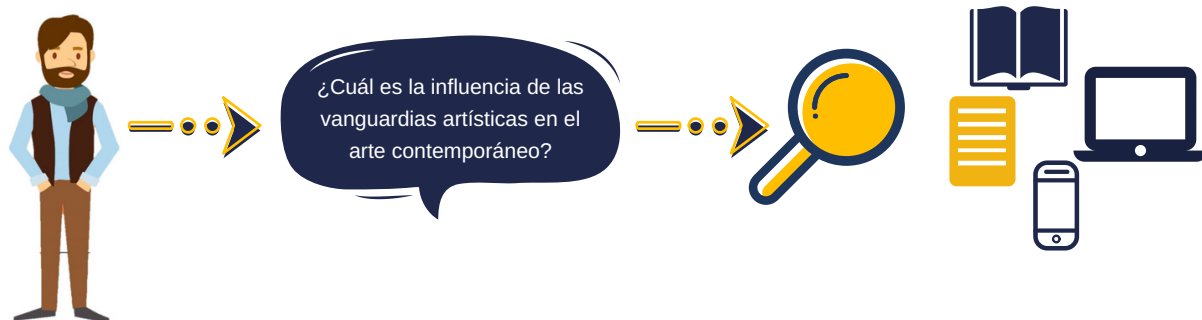 ¿Cuál es la influencia de las
vanguardias artísticas en el
arte contemporáneo?